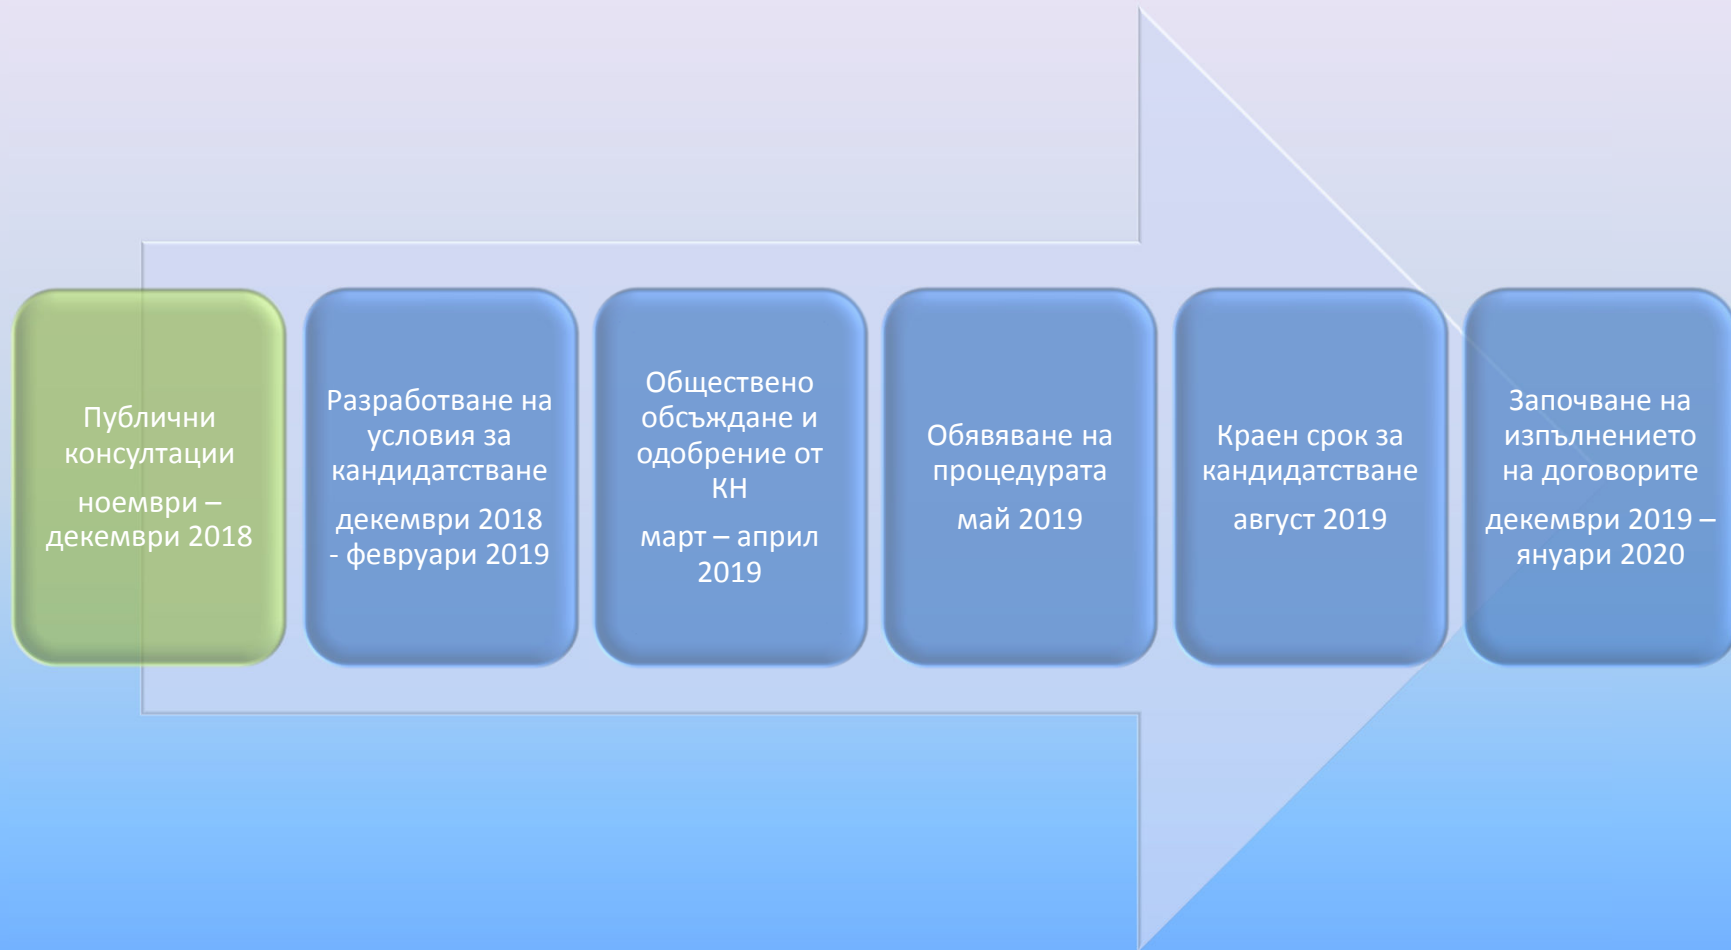 Публични
консултации
ноември –
декември 2018
Разработване на
условия за
кандидатстване
декември 2018
- февруари 2019
Обществено
обсъждане и
одобрение от
КН
март – април
2019
Обявяване на
процедурата
май 2019
Краен срок за
кандидатстване
август 2019
Започване на
изпълнението
на договорите
декември 2019 –
януари 2020